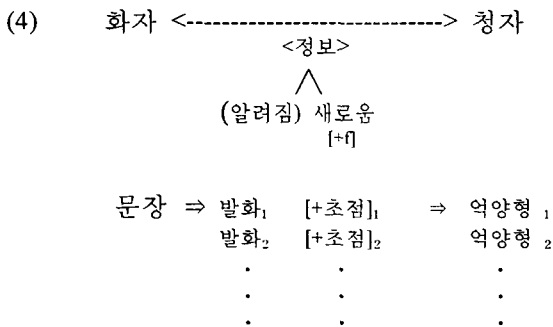 (4) 화자 <----------------------------> 청자
<정보>
(알려짐) 새로움
[+f]
문장 ⇒ 발화₁ [+초점]₁ ⇒ 억양형 ₁
발화₂ [+초점]₂ 억양형 ₂
. . .
. . .
. . .